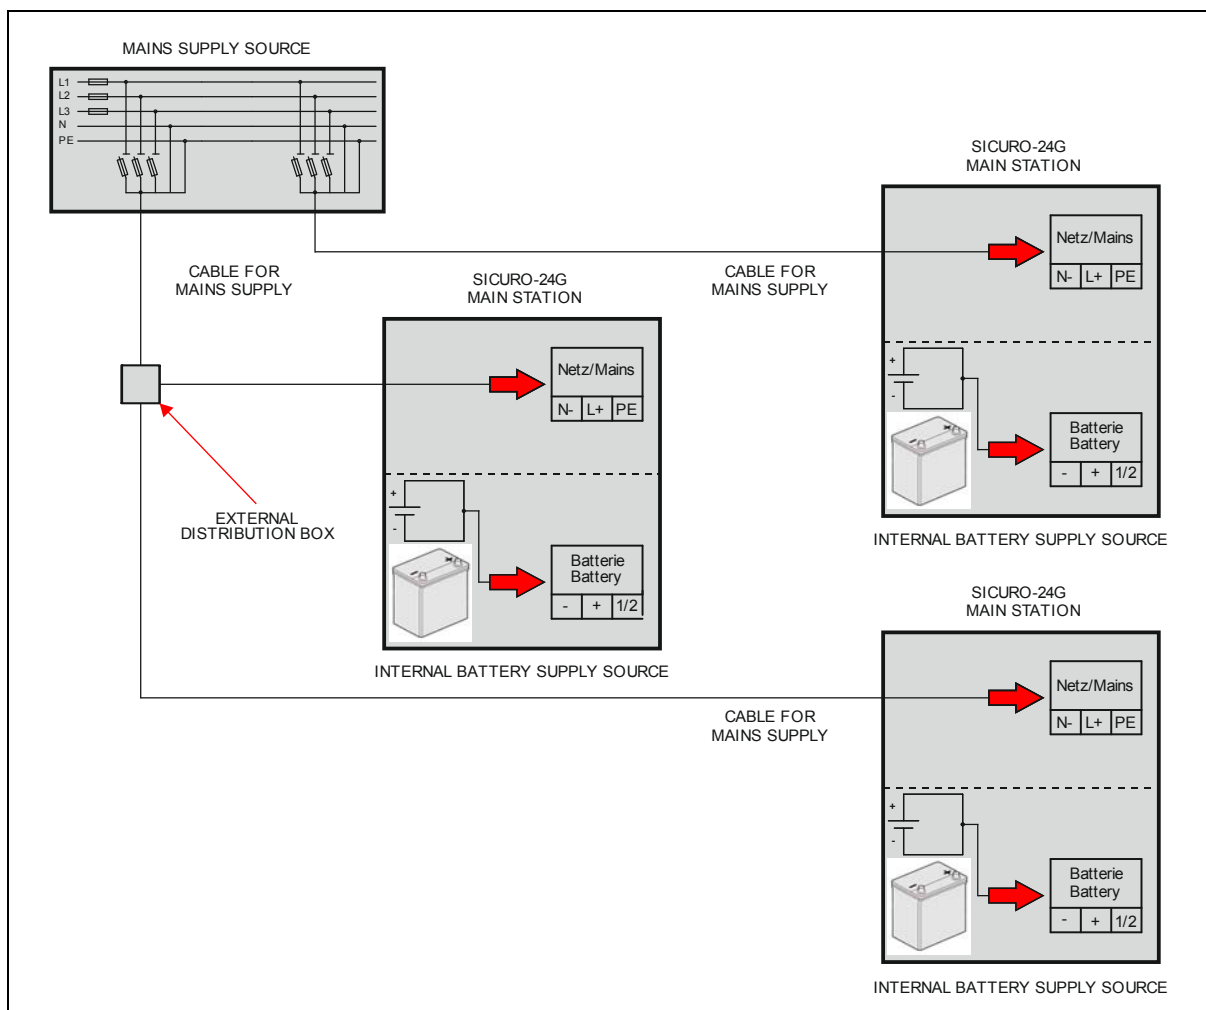 MAINS SUPPLY SOURCE
L1
L2
L3
N
PE
SICURO-24G
MAIN STATION
Netz/Mains
N- L+ PE
CABLE FOR
MAINS SUPPLY
CABLE FOR
MAINS SUPPLY
+
-
Batterie
Battery
- + 1/2
INTERNAL BATTERY SUPPLY SOURCE
SICURO-24G
MAIN STATION
Netz/Mains
N- L+ PE
EXTERNAL
DISTRIBUTION BOX
+
-
Batterie
Battery
- + 1/2
INTERNAL BATTERY SUPPLY SOURCE
SICURO-24G
MAIN STATION
Netz/Mains
N- L+ PE
CABLE FOR
MAINS SUPPLY
+
-
Batterie
Battery
- + 1/2
INTERNAL BATTERY SUPPLY SOURCE